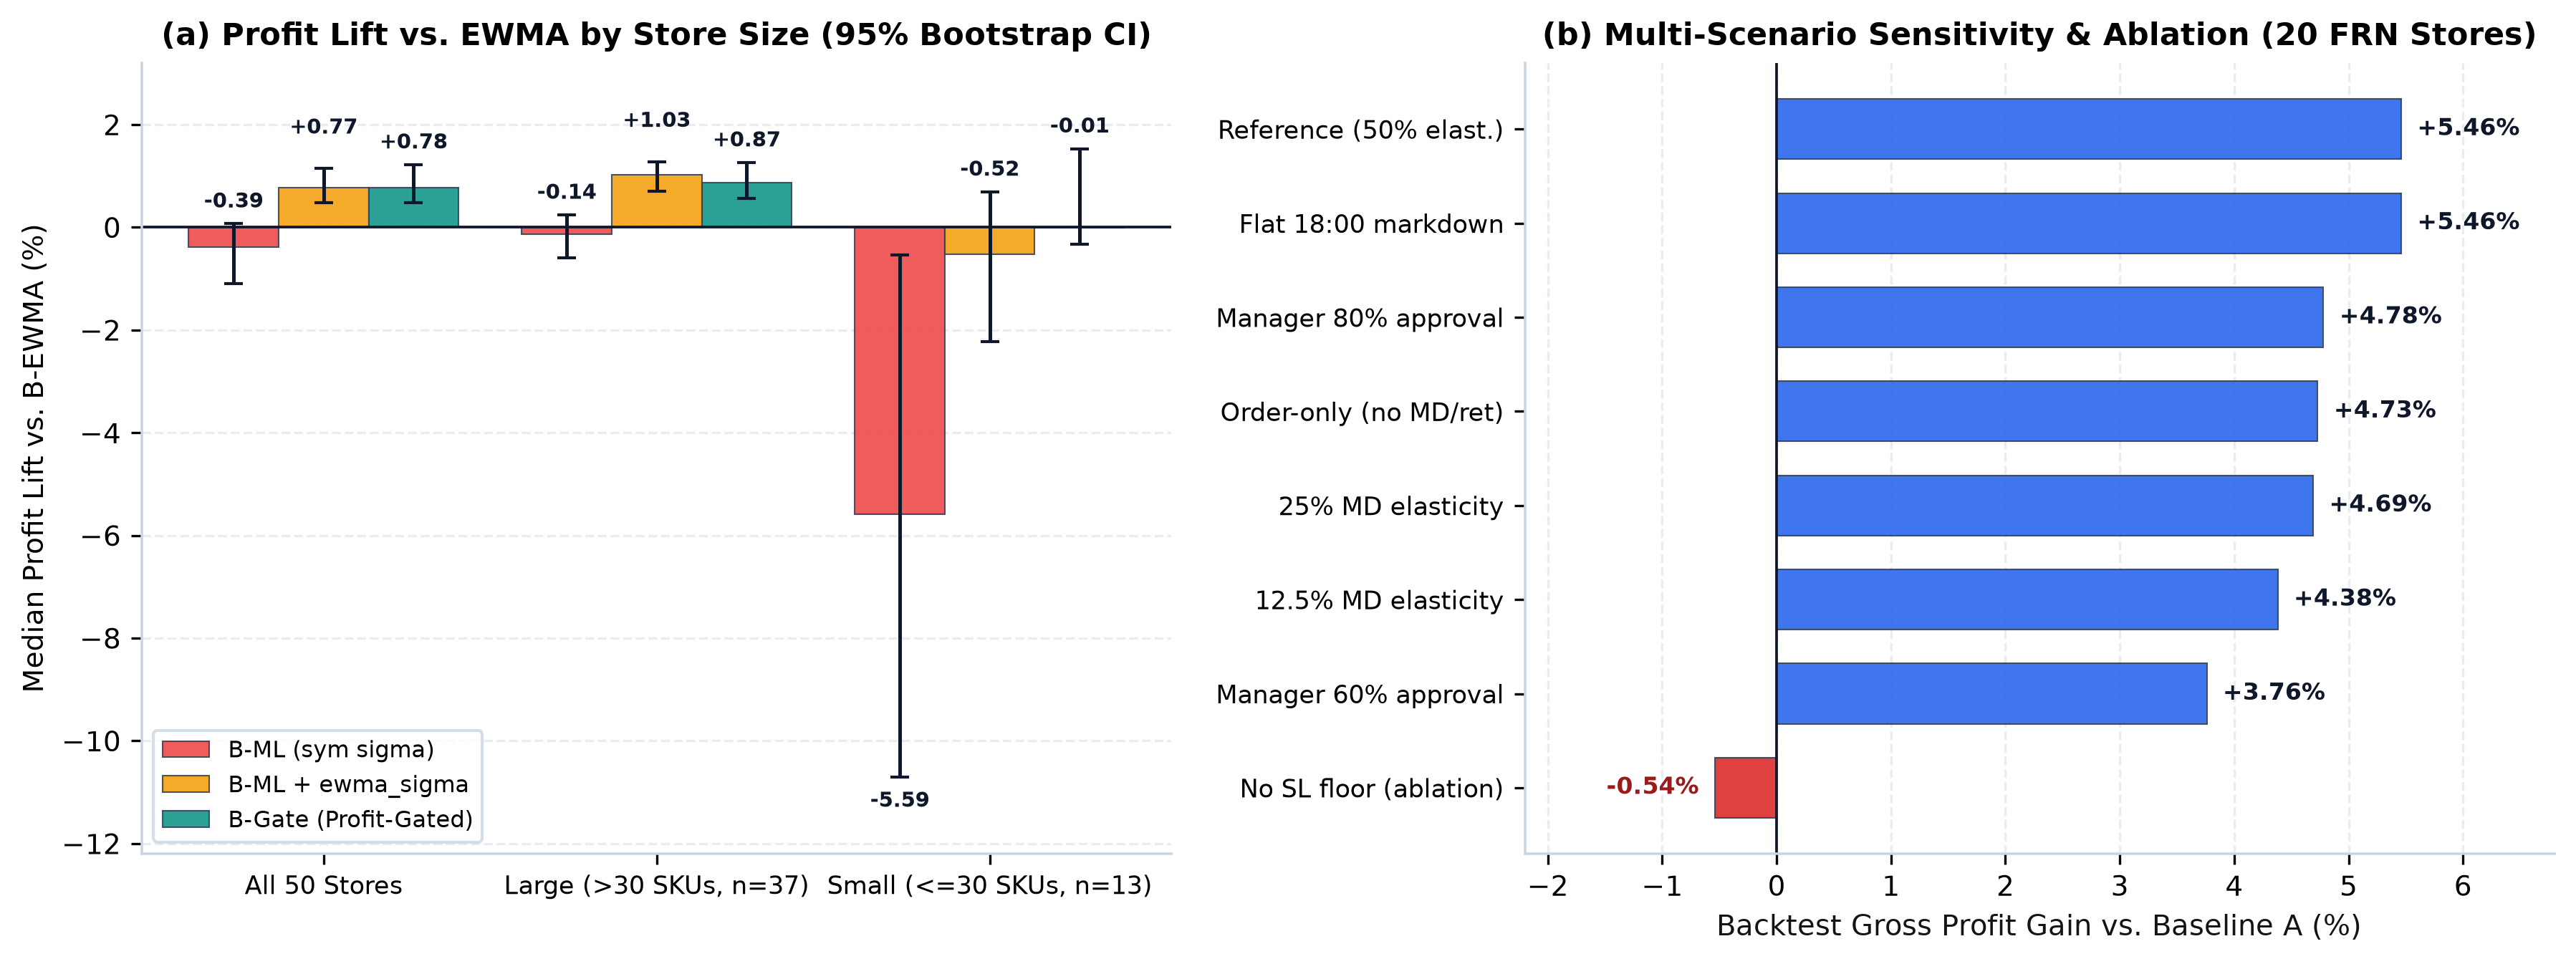 (a) Profit Lift vs. EWMA by Store Size (95% Bootstrap CI)
Median Profit Lift vs. B-EWMA (%)
2
0
−2
−4
−6
−8
−10
−12
-0.39
+0.77
+0.78
-0.14
+1.03
+0.87
-5.59
-0.52
-0.01
B-ML (sym sigma)
B-ML + ewma_sigma
B-Gate (Profit-Gated)
All 50 Stores
Large (>30 SKUs, n=37)
Small (<=30 SKUs, n=13)
(b) Multi-Scenario Sensitivity & Ablation (20 FRN Stores)
Reference (50% elast.)
+5.46%
Flat 18:00 markdown
+5.46%
Manager 80% approval
+4.78%
Order-only (no MD/ret)
+4.73%
25% MD elasticity
+4.69%
12.5% MD elasticity
+4.38%
Manager 60% approval
+3.76%
No SL floor (ablation)
-0.54%
−2
−1
0
1
2
3
4
5
6
Backtest Gross Profit Gain vs. Baseline A (%)